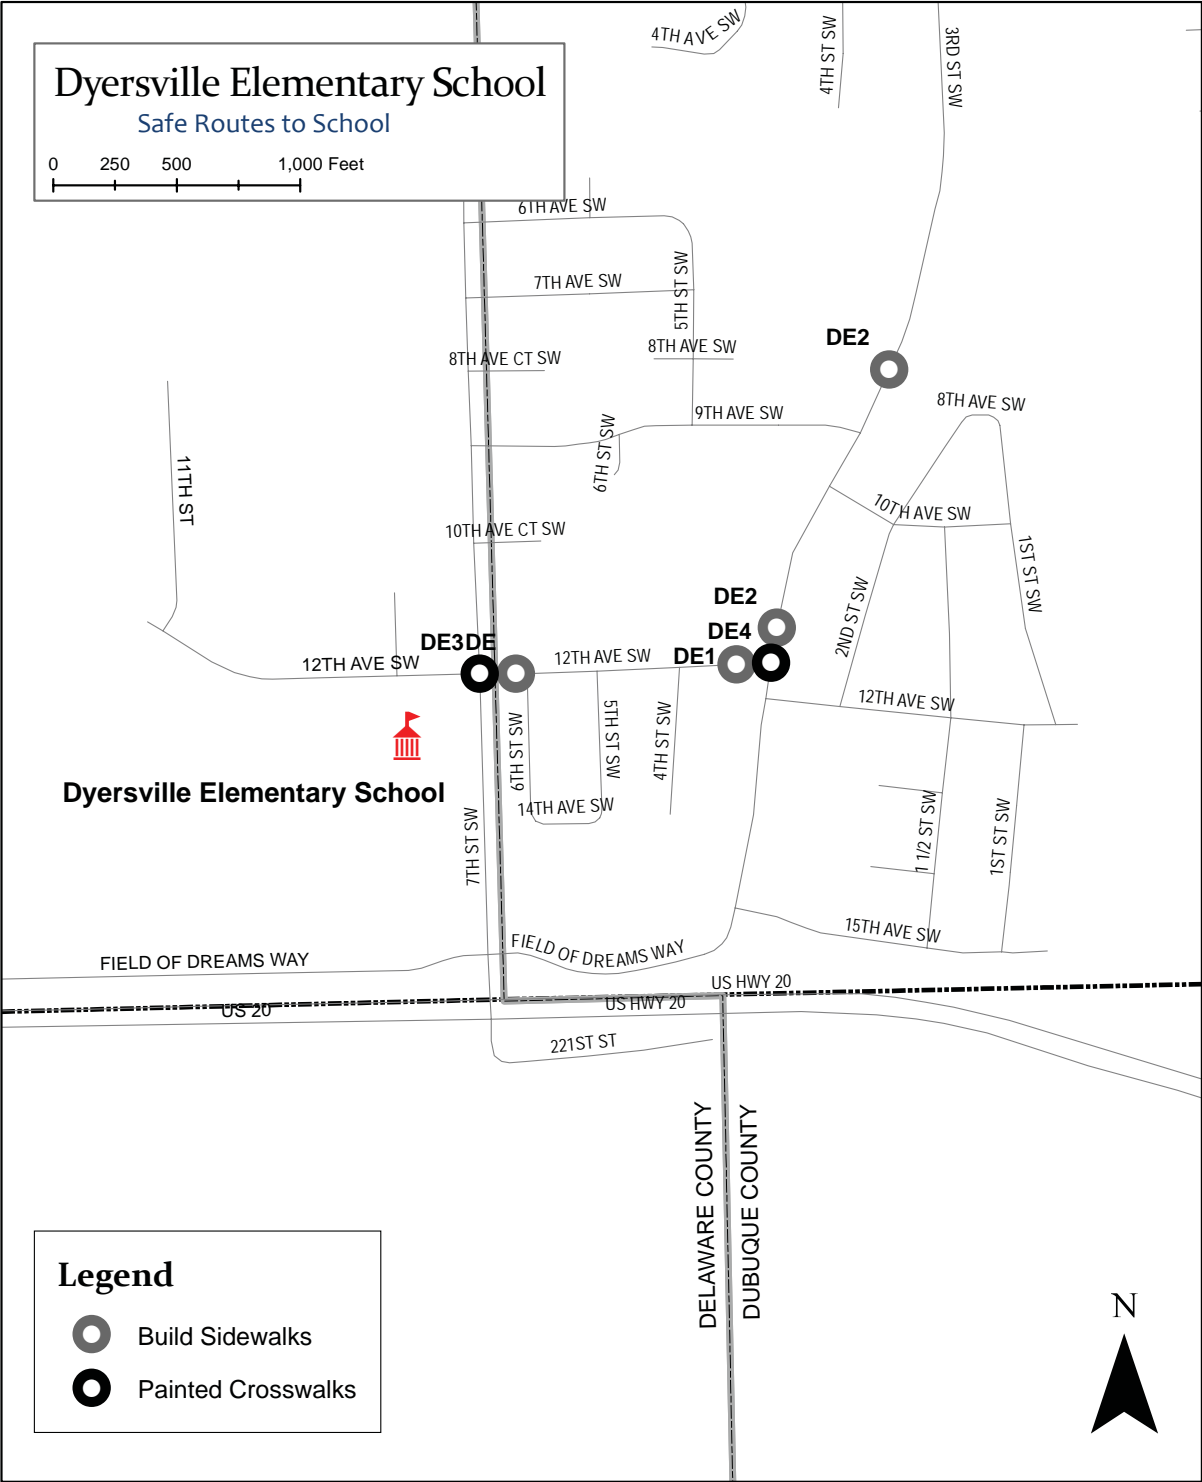 4TH AVE SW
4TH ST SW
3RD ST SW
Dyersville Elementary School
Safe Routes to School
0 250 500 1,000 Feet
6TH AVE SW
7TH AVE SW
5TH ST SW
DE2
8TH AVE CT SW
8TH AVE SW
8TH AVE SW
9TH AVE SW
6TH ST SW
11TH ST
10TH AVE SW
10TH AVE CT SW
1ST ST SW
2ND ST SW
DE2
DE4
DE3DE
DE1
12TH AVE SW
12TH AVE SW
12TH AVE SW
6TH ST SW
5TH ST SW
4TH ST SW
Dyersville Elementary School
14TH AVE SW
7TH ST SW
1 1/2 ST SW
1ST ST SW
15TH AVE SW
FIELD OF DREAMS WAY
FIELD OF DREAMS WAY
US HWY 20
US HWY 20
US 20
221ST ST
DELAWARE COUNTY
DUBUQUE COUNTY
Legend
Build Sidewalks
Painted Crosswalks
N